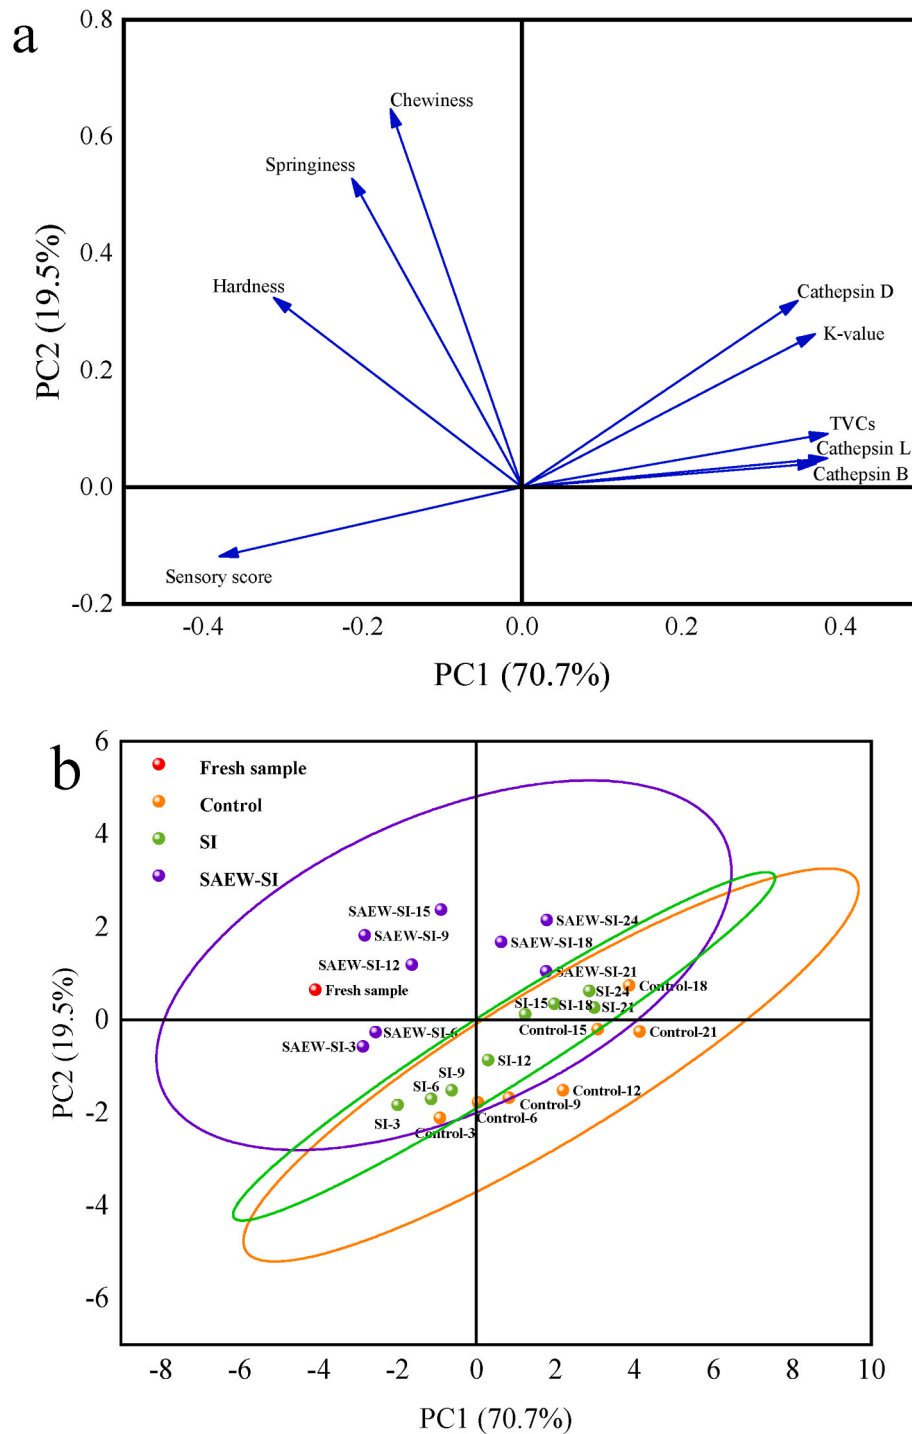 a
0.8
0.6
0.4
0.2
0.0
-0.2
PC2 (19.5%)
Chewiness
Springiness
Hardness
Cathepsin D
K-value
TVCs
Cathepsin L
Cathepsin B
Sensory score
-0.4 -0.2 0.0 0.2 0.4
PC1 (70.7%)
b
6
4
2
0
-2
-4
-6
PC2 (19.5%)
Fresh sample
Control
SI
SAEW-SI
SAEW-SI-15
SAEW-SI-24
SAEW-SI-9
SAEW-SI-18
SAEW-SI-12
SAEW-SI-21
Fresh sample
Control-18
SI-24
SI-15
SI-18
SI-21
SAEW-SI-6
Control-15
Control-21
SAEW-SI-3
SI-12
SI-9
SI-6
Control-12
Control-9
SI-3
Control-6
Control-3
-8 -6 -4 -2 0 2 4 6 8 10
PC1 (70.7%)